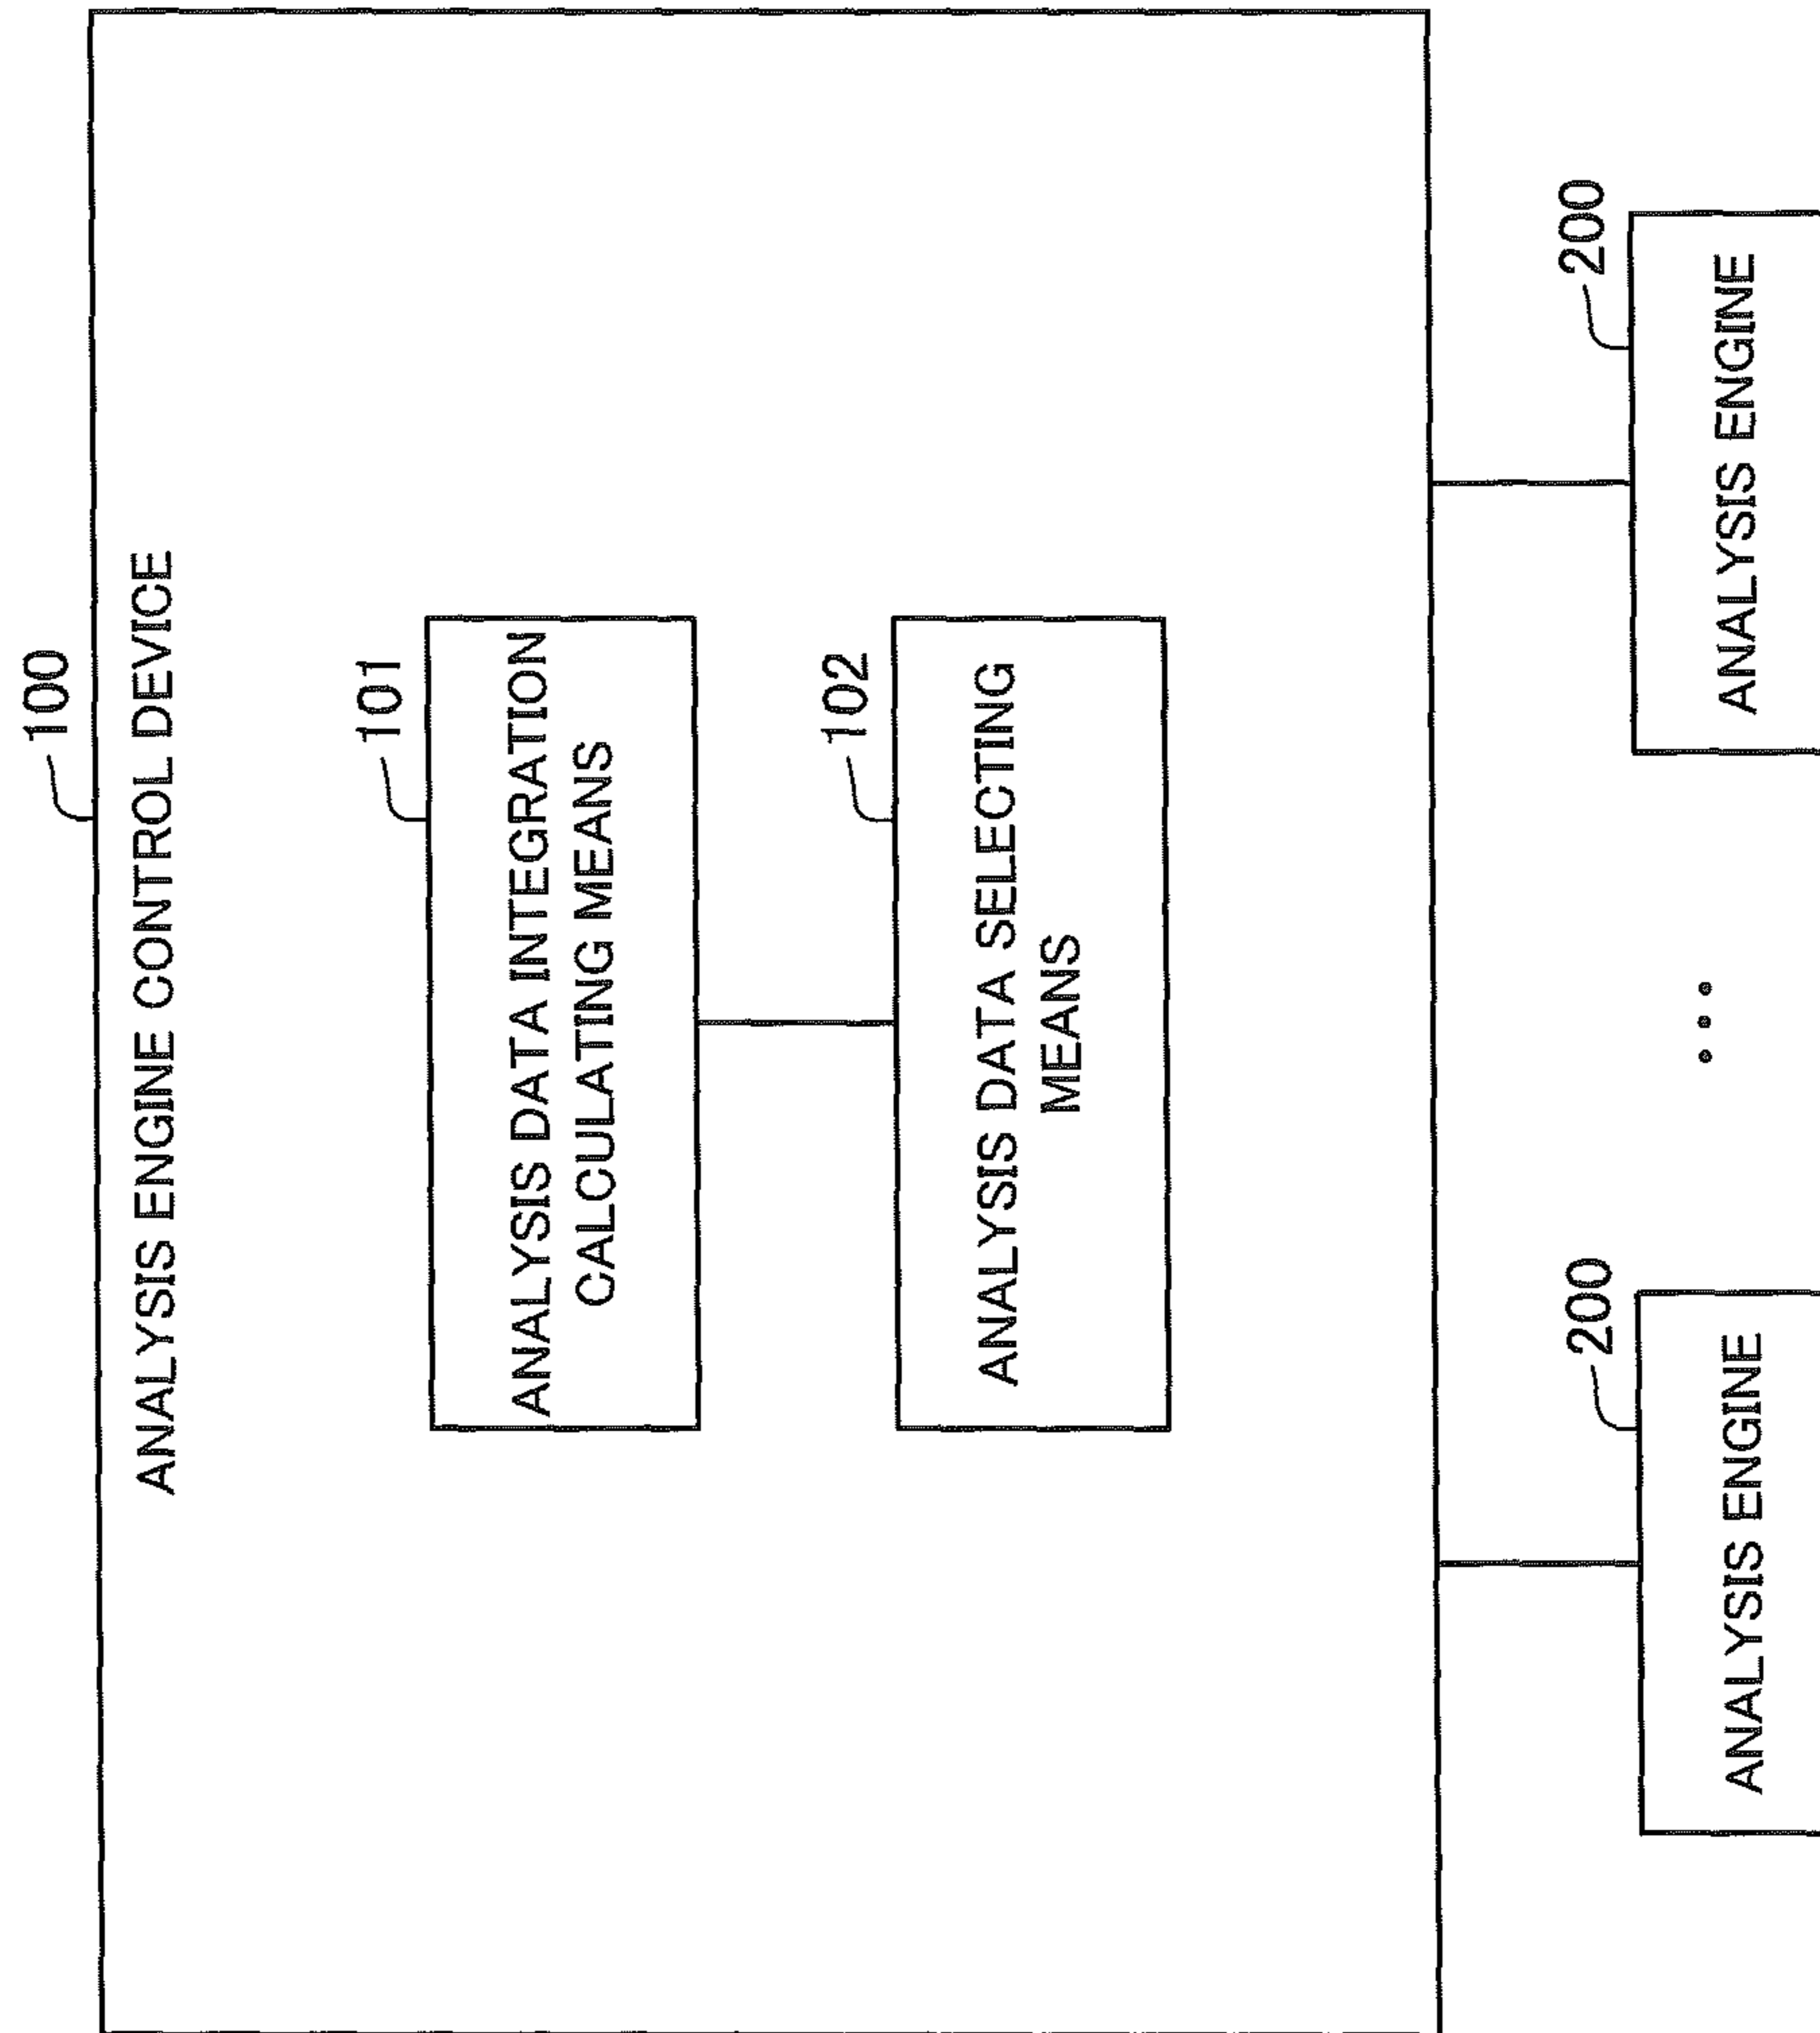 100
ANALYSIS ENGINE CONTROL DEVICE
101
ANALYSIS DATA INTEGRATION
CALCULATING MEANS
102
ANALYSIS DATA SELECTING
MEANS
200
ANALYSIS ENGINE
...
200
ANALYSIS ENGINE